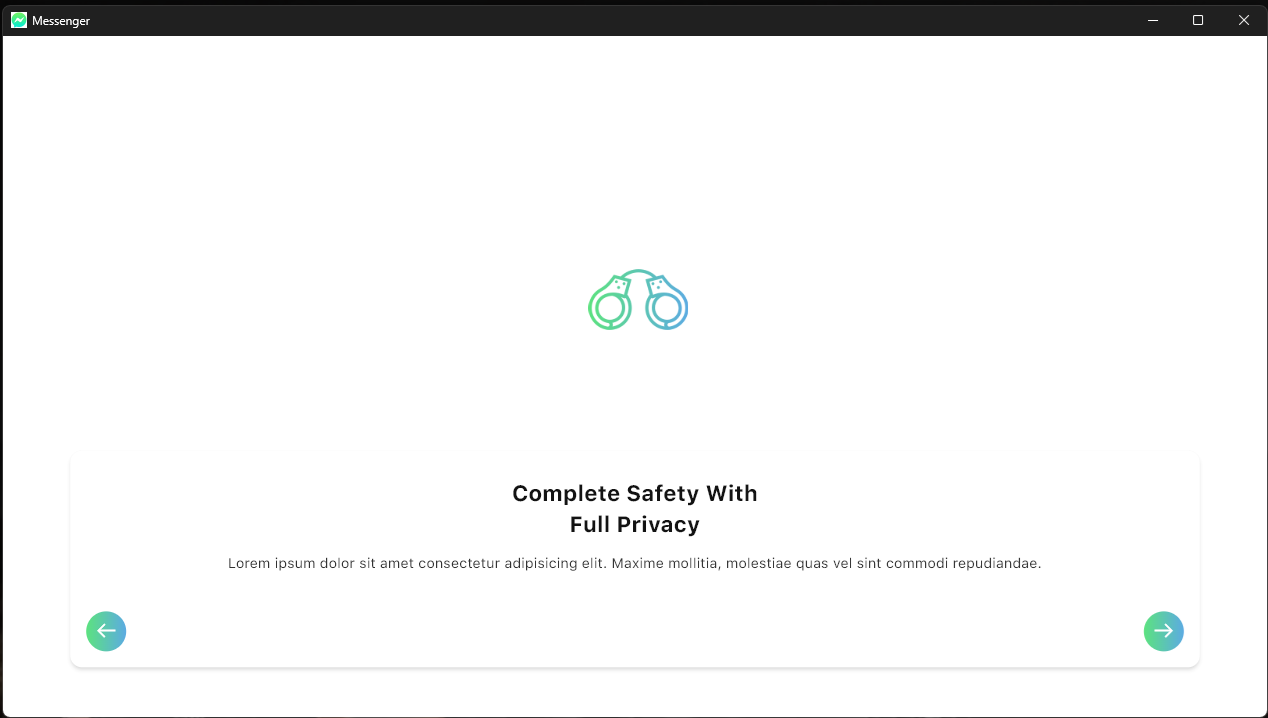 Messenger
Complete Safety With
Full Privacy
Lorem ipsum dolor sit amet consectetur adipisicing elit. Maxime mollitia, molestiae quas vel sint commodi repudiandae.